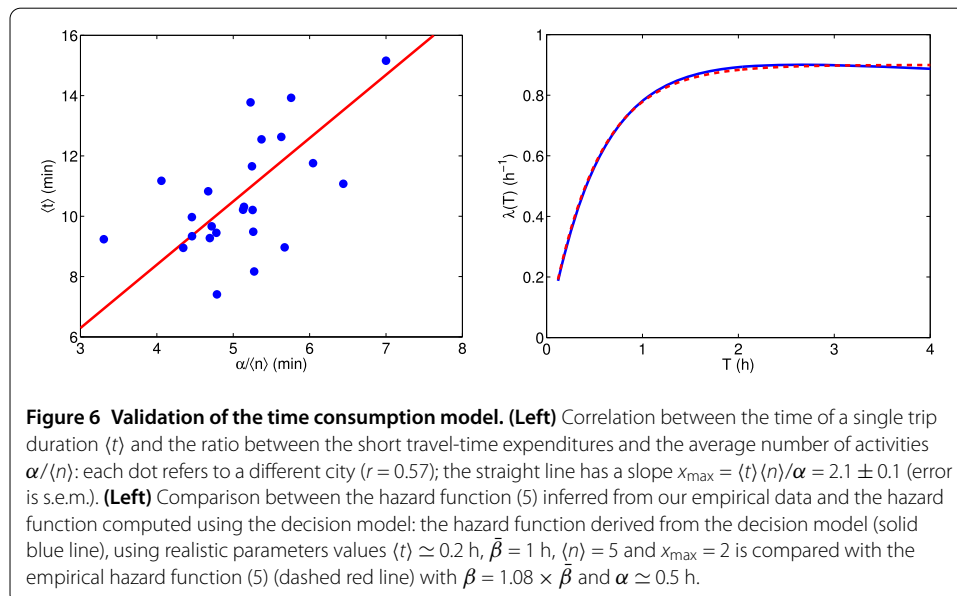 16
14
12
10
8
6
⟨t⟩ (min)
3 4 5 6 7 8
α/⟨n⟩ (min)
1
0.8
0.6
0.4
0.2
0
λ(T) (h⁻¹)
0 1 2 3 4
T (h)
Figure 6 Validation of the time consumption model. (Left) Correlation between the time of a single trip
duration ⟨t⟩ and the ratio between the short travel-time expenditures and the average number of activities
α/⟨n⟩: each dot refers to a different city (r = 0.57); the straight line has a slope xmax = ⟨t⟩⟨n⟩/α = 2.1 ± 0.1 (error
is s.e.m.). (Left) Comparison between the hazard function (5) inferred from our empirical data and the hazard
function computed using the decision model: the hazard function derived from the decision model (solid
blue line), using realistic parameters values ⟨t⟩ ≃ 0.2 h, β̄ = 1 h, ⟨n⟩ = 5 and xmax = 2 is compared with the
empirical hazard function (5) (dashed red line) with β = 1.08 × β̄ and α ≃ 0.5 h.